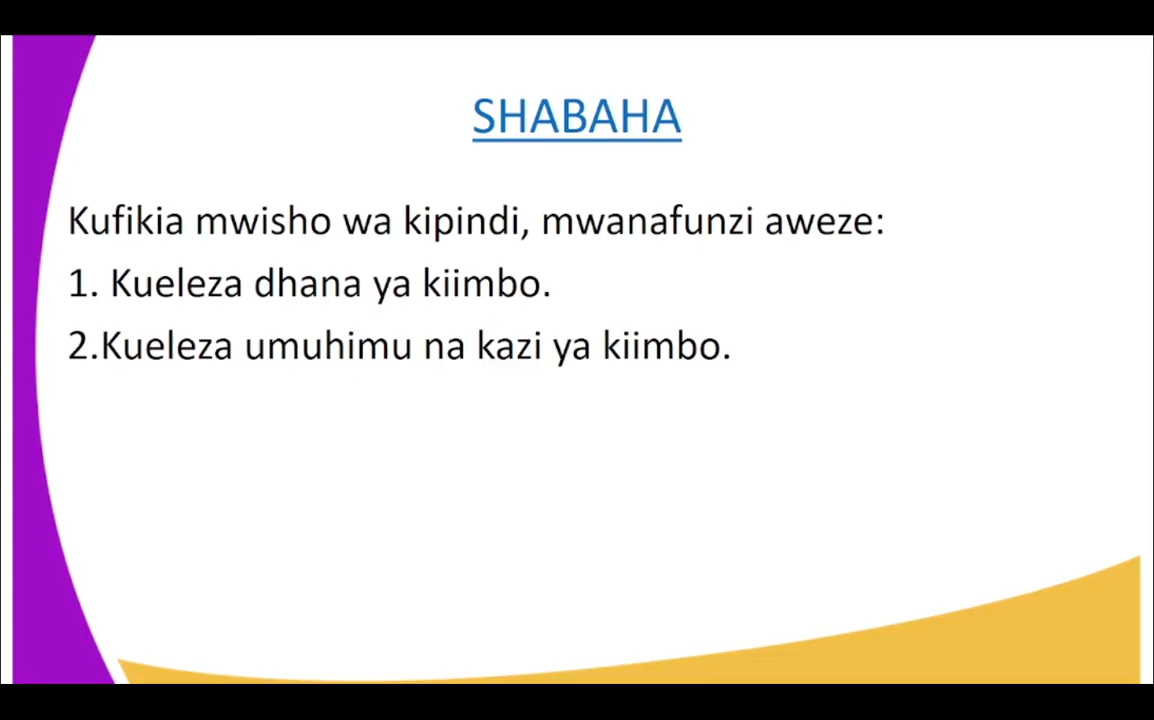 SHABAHA
Kufikia mwisho wa kipindi, mwanafunzi aweze:
1. Kueleza dhana ya kiimbo.
2.Kueleza umuhimu na kazi ya kiimbo.